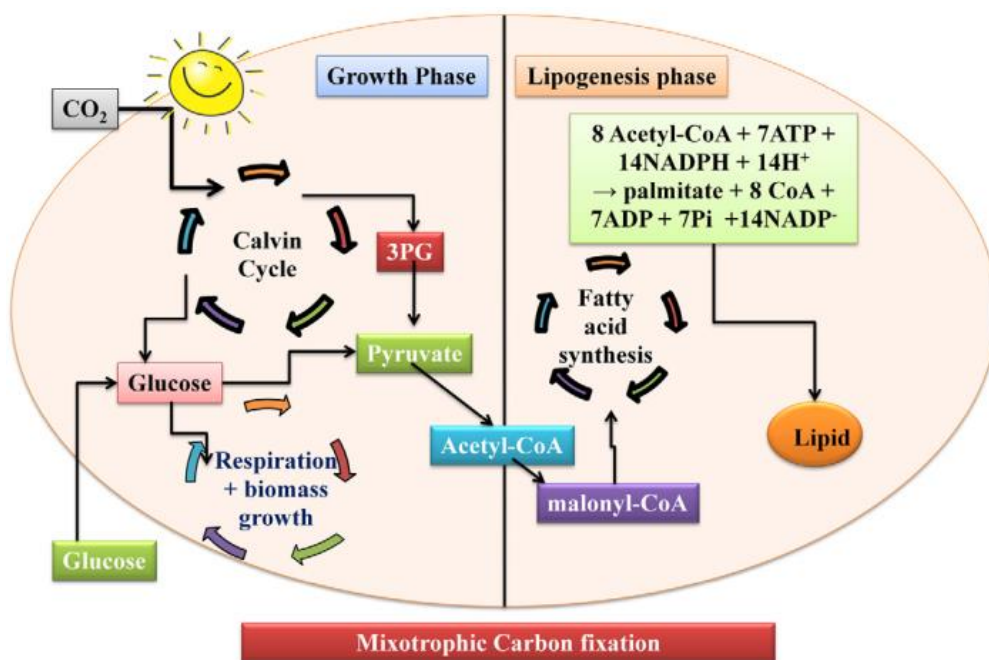 Growth Phase
Lipogenesis phase
CO₂
8 Acetyl-CoA + 7ATP +
14NADPH + 14H⁺
→ palmitate + 8 CoA +
7ADP + 7Pi +14NADP⁻
Calvin
Cycle
3PG
Fatty
acid
synthesis
Pyruvate
Glucose
Acetyl-CoA
Lipid
Respiration
+ biomass
growth
malonyl-CoA
Glucose
Mixotrophic Carbon fixation